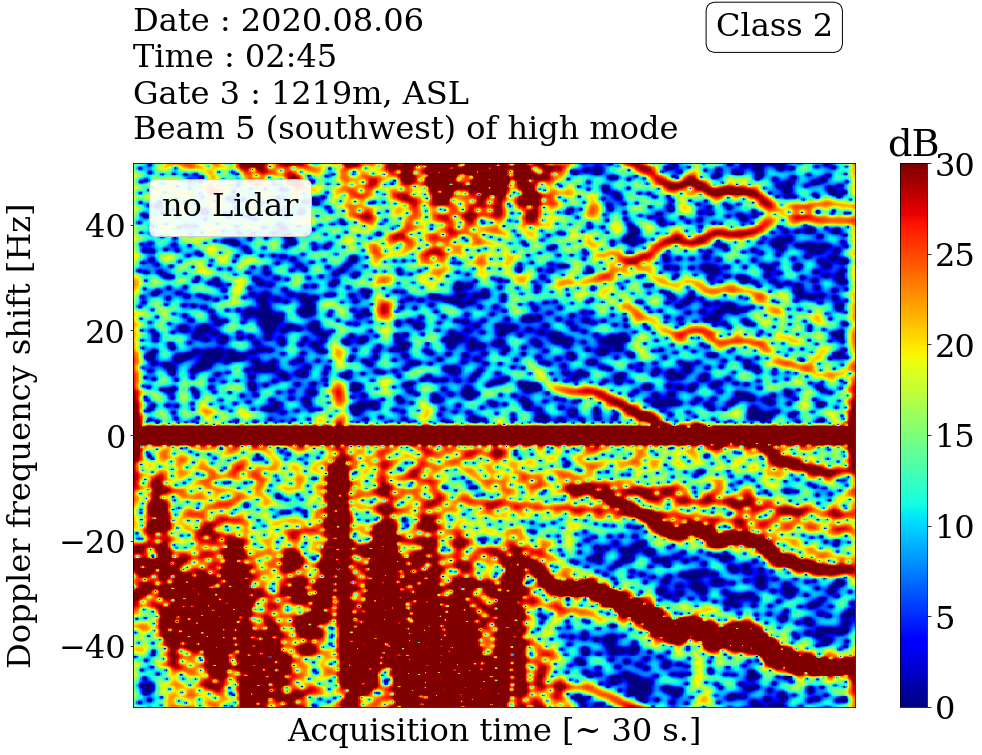 Date : 2020.08.06
Time : 02:45
Gate 3 : 1219m, ASL
Beam 5 (southwest) of high mode
Class 2
dB
no Lidar
Doppler frequency shift [Hz]
40
20
0
−20
−40
Acquisition time [~ 30 s.]
30
25
20
15
10
5
0